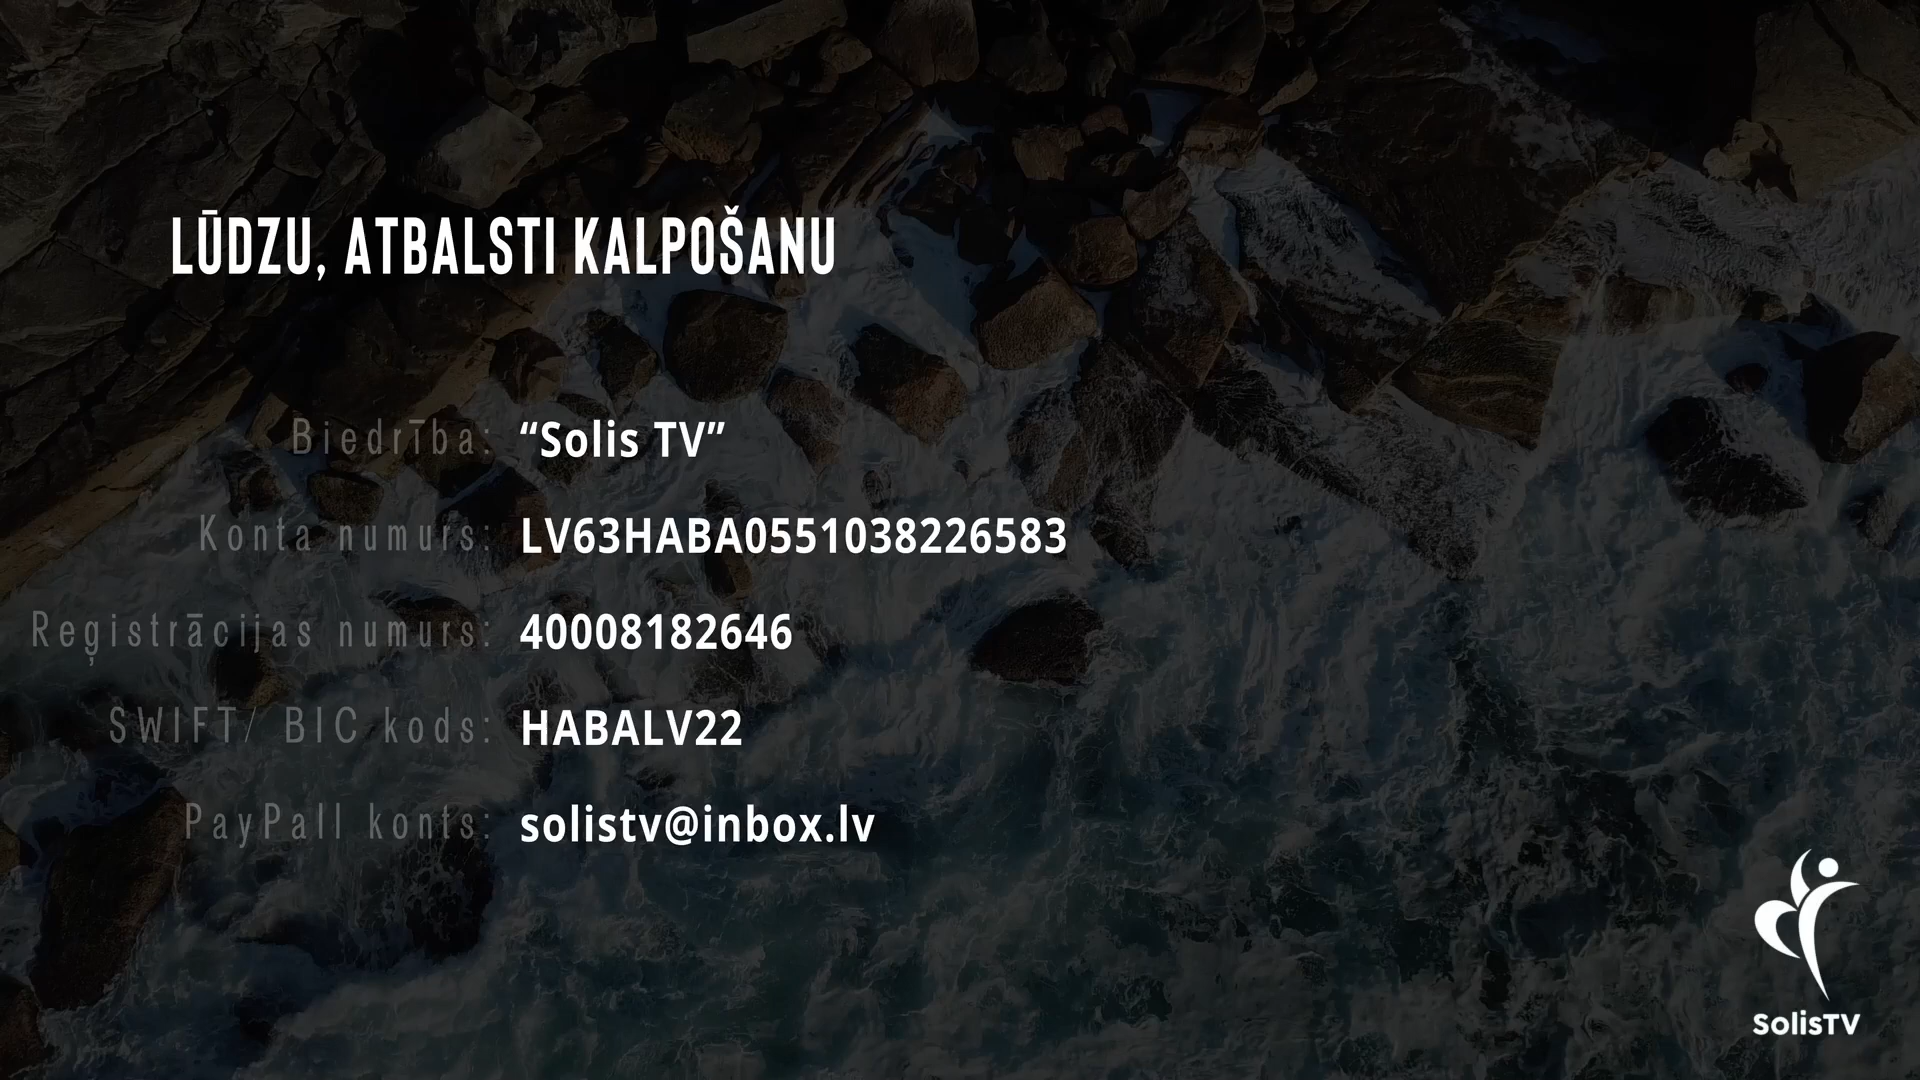 LŪDZU, ATBALSTI KALPOŠANU
Biedrība: “Solis TV”
Konta numurs: LV63HABA0551038226583
Reģistrācijas numurs: 40008182646
SWIFT/ BIC kods: HABALV22
PayPall konts: solistv@inbox.lv
SolisTV